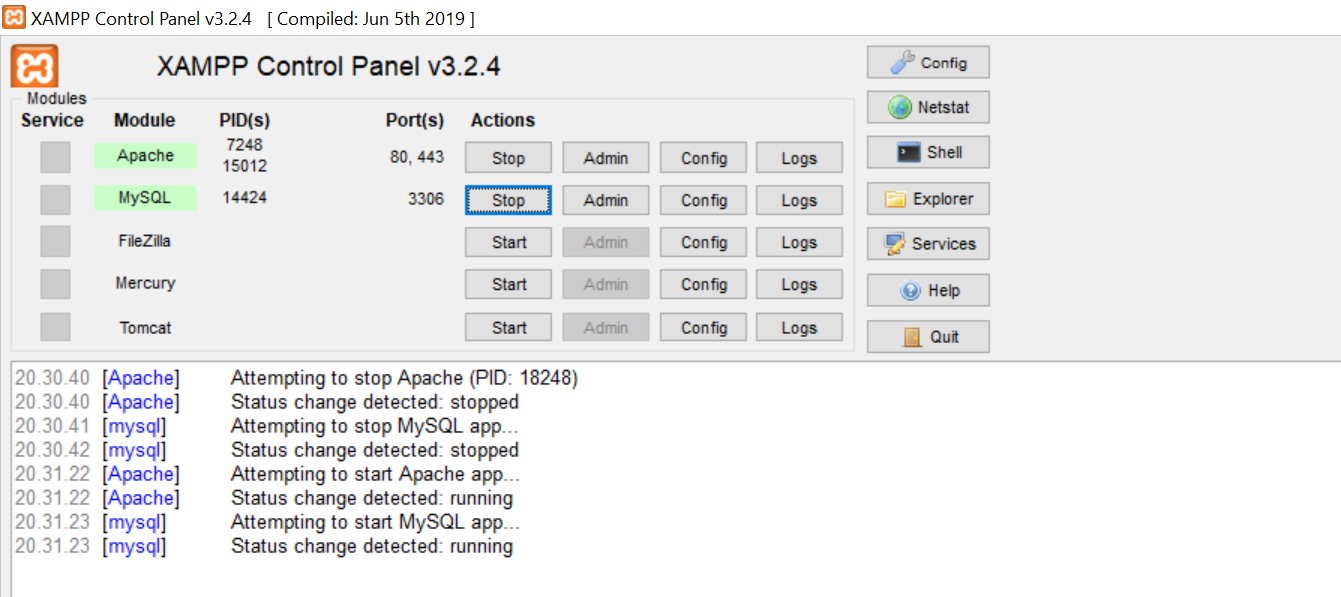 XAMPP Control Panel v3.2.4 [ Compiled: Jun 5th 2019 ]
XAMPP Control Panel v3.2.4
Modules
Service Module PID(s) Port(s) Actions
Apache 7248 15012 80, 443 Stop Admin Config Logs
MySQL 14424 3306 Stop Admin Config Logs
FileZilla Start Admin Config Logs
Mercury Start Admin Config Logs
Tomcat Start Admin Config Logs
Config
Netstat
Shell
Explorer
Services
Help
Quit
20.30.40 [Apache] Attempting to stop Apache (PID: 18248)
20.30.40 [Apache] Status change detected: stopped
20.30.41 [mysql] Attempting to stop MySQL app...
20.30.42 [mysql] Status change detected: stopped
20.31.22 [Apache] Attempting to start Apache app...
20.31.22 [Apache] Status change detected: running
20.31.23 [mysql] Attempting to start MySQL app...
20.31.23 [mysql] Status change detected: running